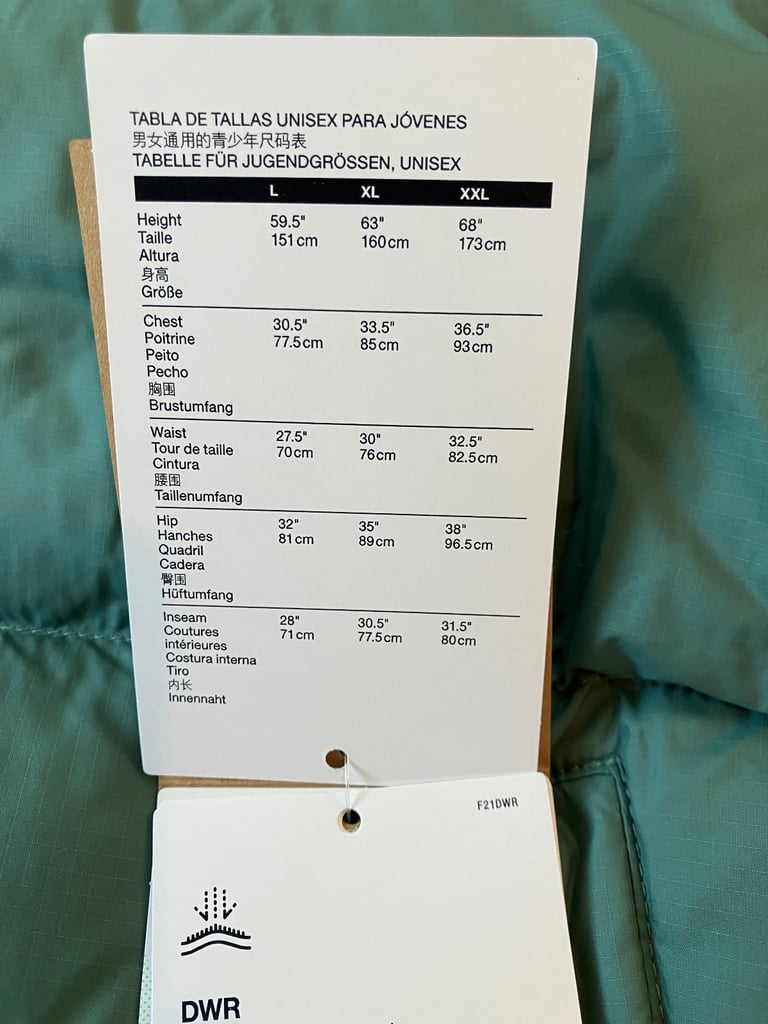 TABLA DE TALLAS UNISEX PARA JÓVENES
男女通用的青少年尺码表
TABELLE FÜR JUGENDGRÖSSEN, UNISEX
L XL XXL
Height 59.5" 63" 68"
Taille 151cm 160cm 173cm
Altura
身高
Größe
Chest 30.5" 33.5" 36.5"
Poitrine 77.5cm 85cm 93cm
Peito
Pecho
胸围
Brustumfang
Waist 27.5" 30" 32.5"
Tour de taille 70cm 76cm 82.5cm
Cintura
腰围
Taillenumfang
Hip 32" 35" 38"
Hanches 81cm 89cm 96.5cm
Quadril
Cadera
臀围
Hüftumfang
Inseam 28" 30.5" 31.5"
Coutures 71cm 77.5cm 80cm
intérieures
Costura interna
Tiro
内长
Innennaht
F21DWR
DWR